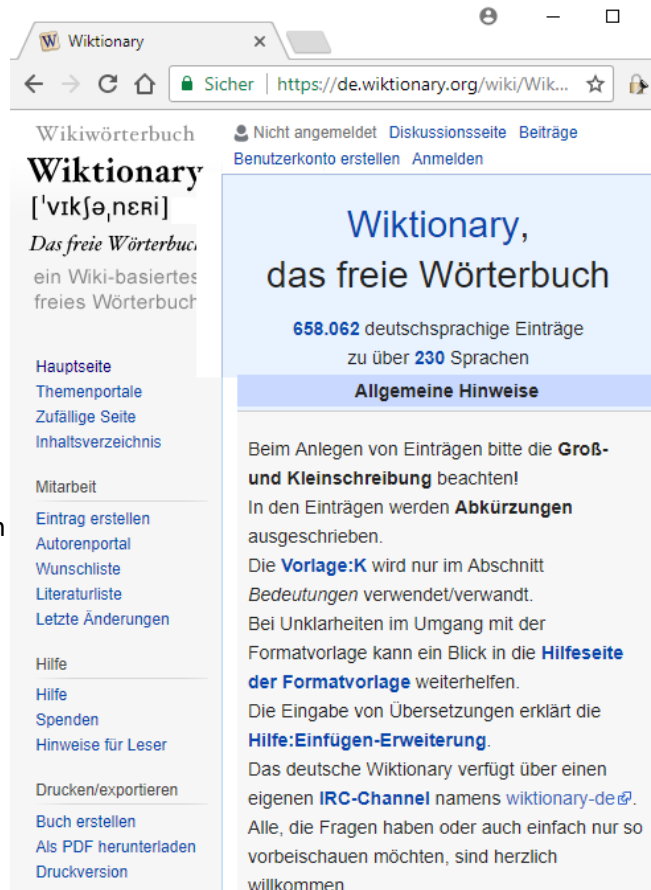 Wiktionary
Sicher | https://de.wiktionary.org/wiki/Wik...
Wikiwörterbuch
Wiktionary
[ˈvɪkʃəˌnɛʀi]
Das freie Wörterbuc
ein Wiki-basiertes
freies Wörterbuch
Hauptseite
Themenportale
Zufällige Seite
Inhaltsverzeichnis
Mitarbeit
Eintrag erstellen
Autorenportal
Wunschliste
Literaturliste
Letzte Änderungen
Hilfe
Hilfe
Spenden
Hinweise für Leser
Drucken/exportieren
Buch erstellen
Als PDF herunterladen
Druckversion
n
Nicht angemeldet Diskussionsseite Beiträge
Benutzerkonto erstellen Anmelden
Wiktionary,
das freie Wörterbuch
658.062 deutschsprachige Einträge
zu über 230 Sprachen
Allgemeine Hinweise
Beim Anlegen von Einträgen bitte die Groß-
und Kleinschreibung beachten!
In den Einträgen werden Abkürzungen
ausgeschrieben.
Die Vorlage:K wird nur im Abschnitt
Bedeutungen verwendet/verwandt.
Bei Unklarheiten im Umgang mit der
Formatvorlage kann ein Blick in die Hilfeseite
der Formatvorlage weiterhelfen.
Die Eingabe von Übersetzungen erklärt die
Hilfe:Einfügen-Erweiterung.
Das deutsche Wiktionary verfügt über einen
eigenen IRC-Channel namens wiktionary-de.
Alle, die Fragen haben oder auch einfach nur so
vorbeischauen möchten, sind herzlich
willkommen